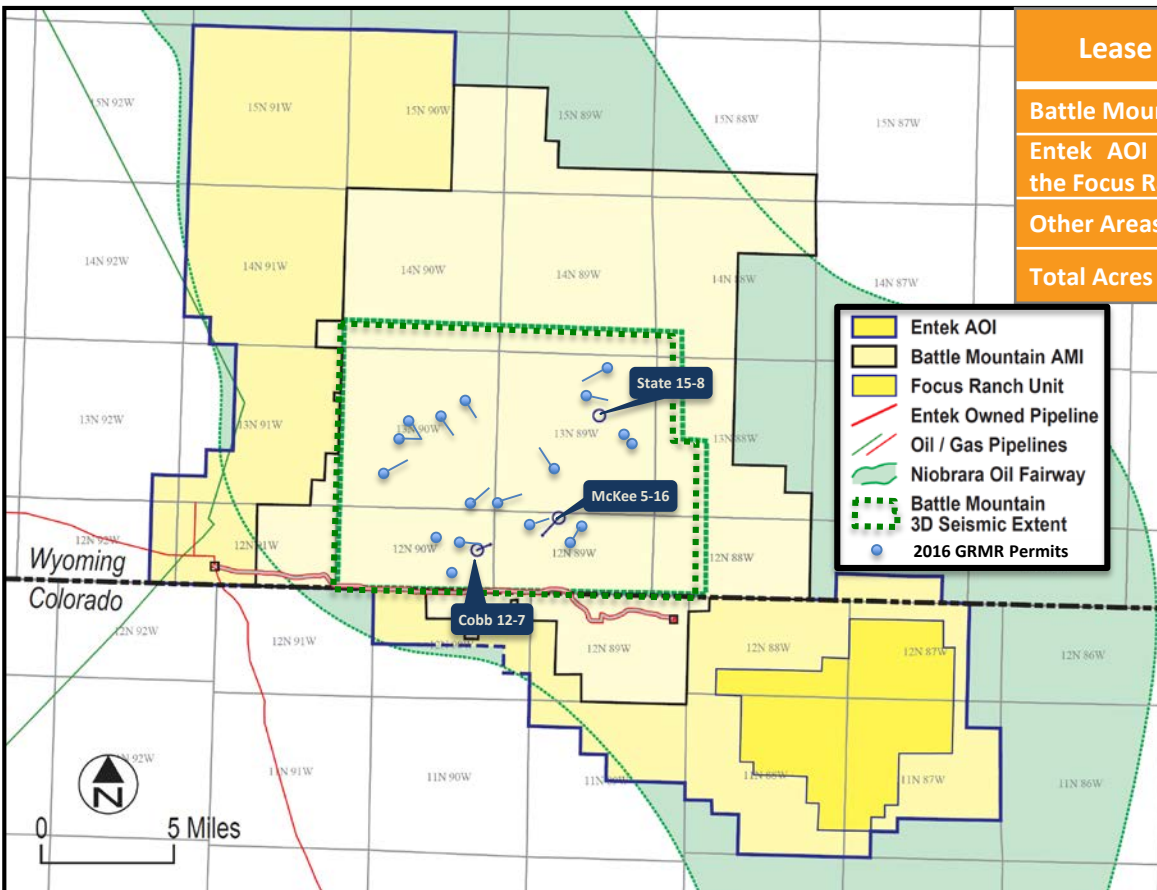 Lease
Battle Mour
Entek AOI
the Focus R
Other Areas
Total Acres
15N 92W
15N 91W
15N 90W
15N 89W
15N 88W
15N 87W
14N 92W
14N 91W
14N 90W
14N 89W
14N 88W
14N 87W
Entek AOI
Battle Mountain AMI
Focus Ranch Unit
Entek Owned Pipeline
Oil / Gas Pipelines
Niobrara Oil Fairway
Battle Mountain
3D Seismic Extent
2016 GRMR Permits
State 15-8
13N 92W
13N 91W
13N 90W
13N 89W
13N 88W
McKee 5-16
12N 92W
12N 91W
12N 90W
12N 89W
12N 88W
Wyoming
Colorado
Cobb 12-7
12N 92W
12N 91W
12N 89W
12N 88W
12N 87W
12N 86W
11N 91W
11N 90W
11N 87W
11N 86W
N
0 5 Miles